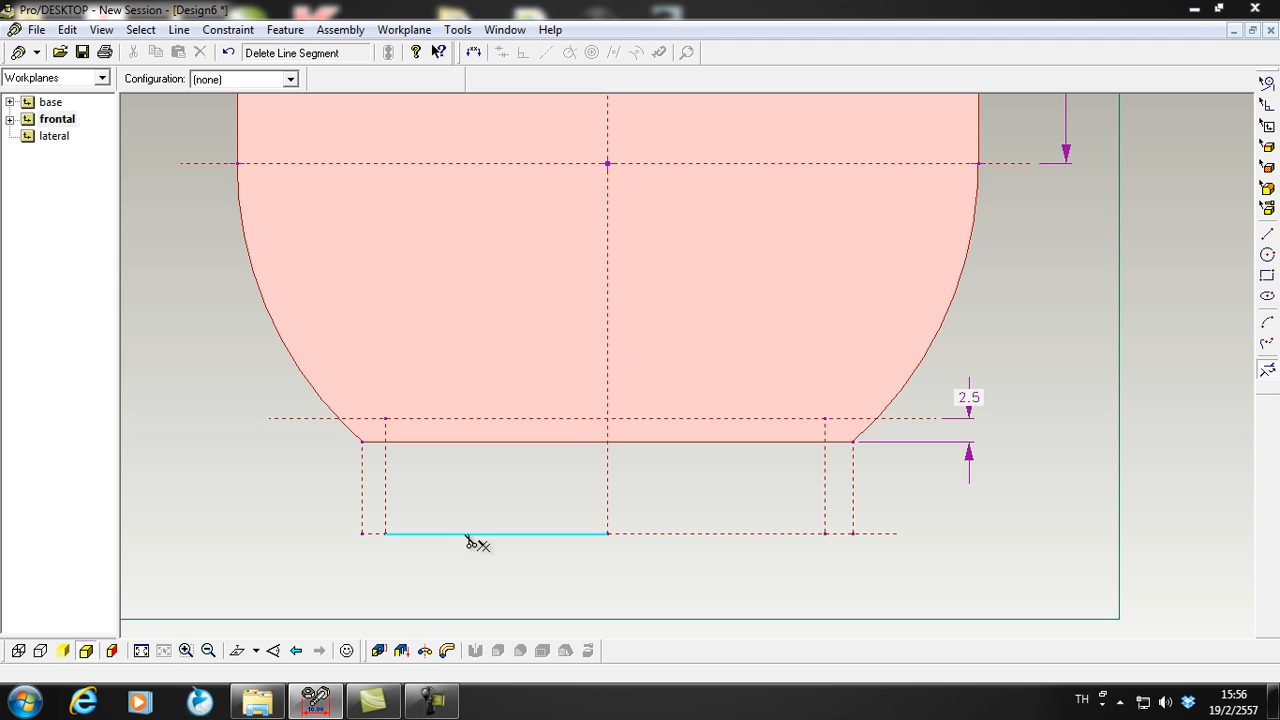 Pro/DESKTOP - New Session - [Design6 *]
File Edit View Select Line Constraint Feature Assembly Workplane Tools Window Help
Delete Line Segment
Workplanes
Configuration: (none)
base
frontal
lateral
2.5
TH
15:56
19/2/2557